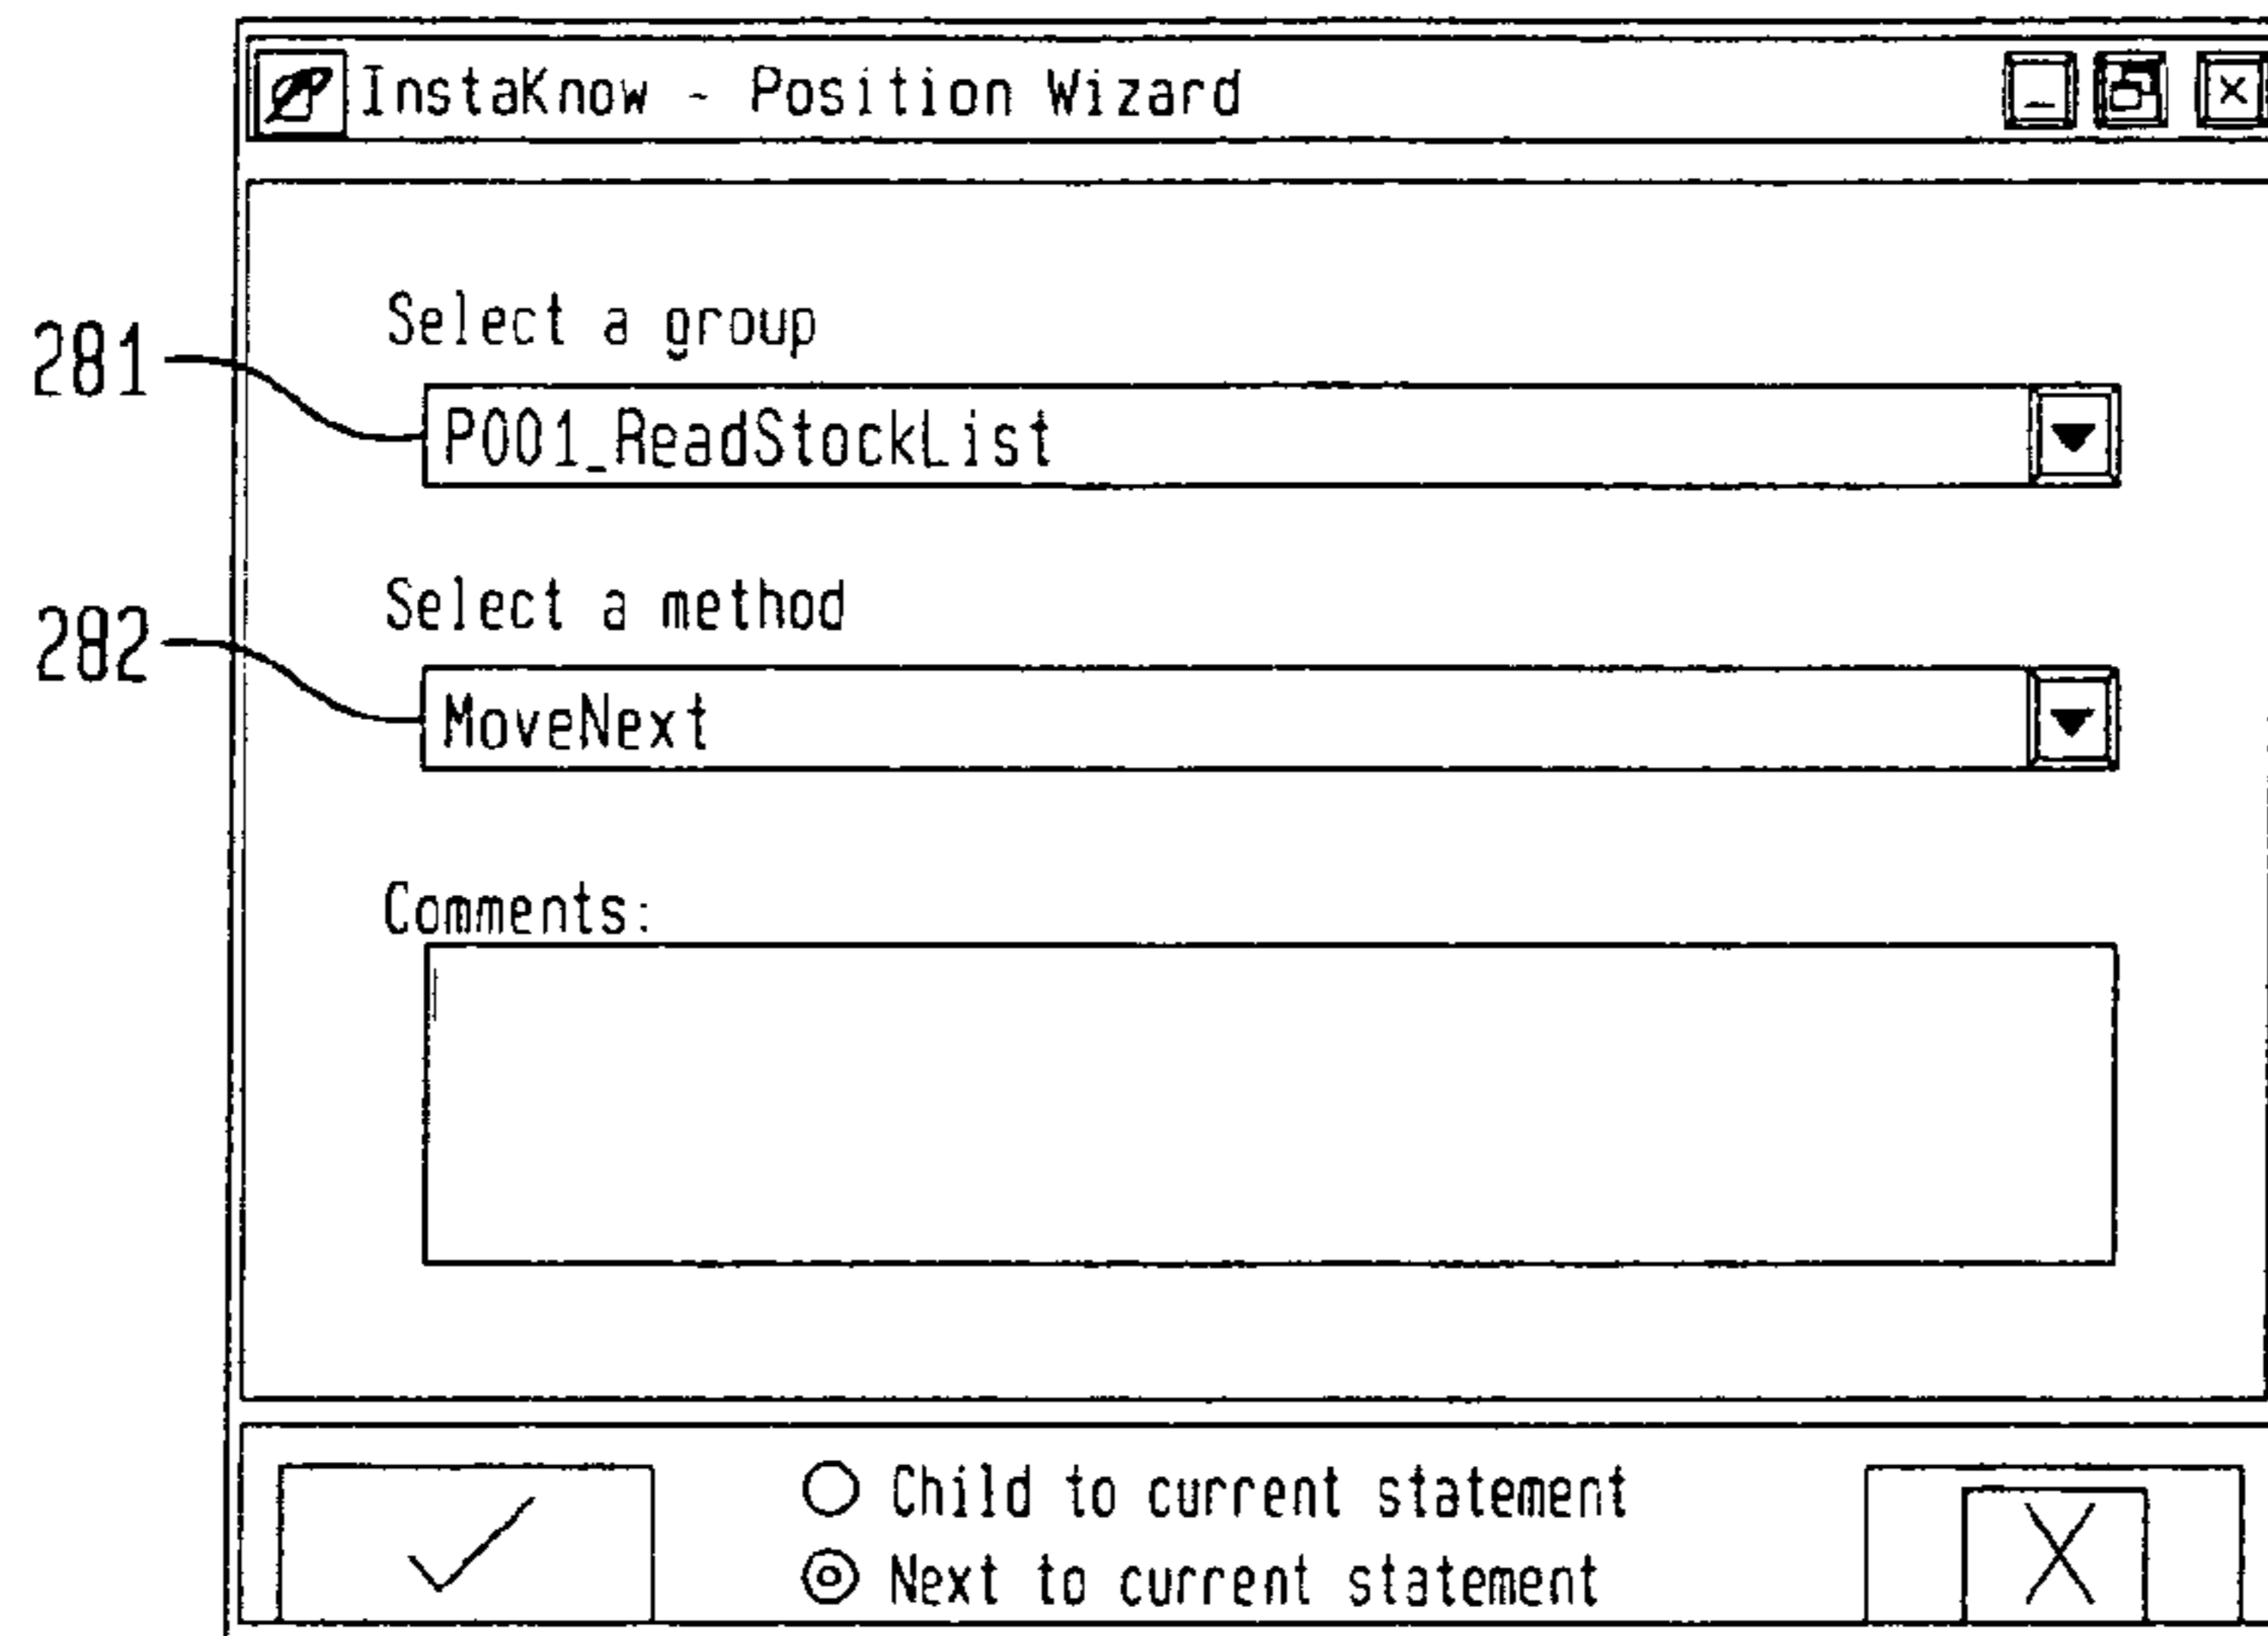 InstaKnow - Position Wizard
Select a group
281
P001_ReadStockList
Select a method
282
MoveNext
Comments:
Child to current statement
Next to current statement